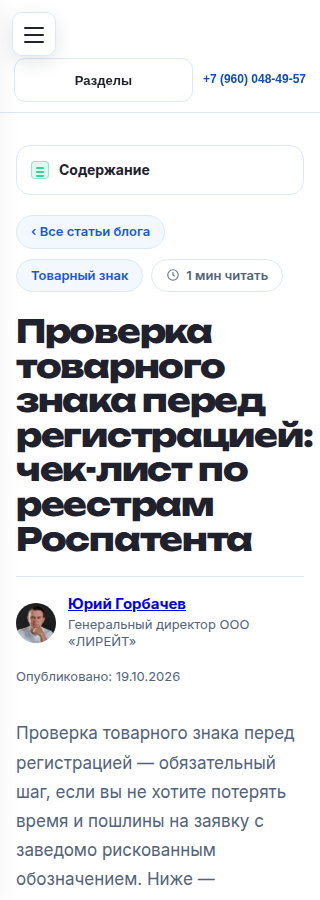 Разделы
+7 (960) 048-49-57
Содержание
‹ Все статьи блога
Товарный знак
1 мин читать
Проверка
товарного
знака перед
регистрацией:
чек-лист по
реестрам
Роспатента
Юрий Горбачев
Генеральный директор ООО
«ЛИРЕЙТ»
Опубликовано: 19.10.2026
Проверка товарного знака перед
регистрацией — обязательный
шаг, если вы не хотите потерять
время и пошлины на заявку с
заведомо рискованным
обозначением. Ниже —